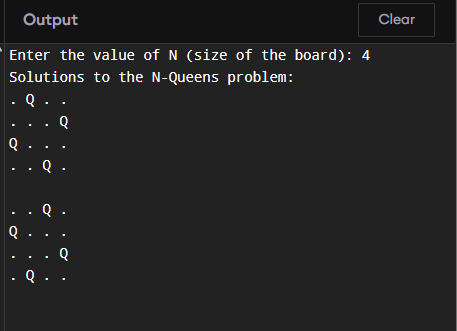 Output
Clear
Enter the value of N (size of the board): 4
Solutions to the N-Queens problem:
. Q . .
. . . Q
Q . . .
. . Q .

. . Q .
Q . . .
. . . Q
. Q . .